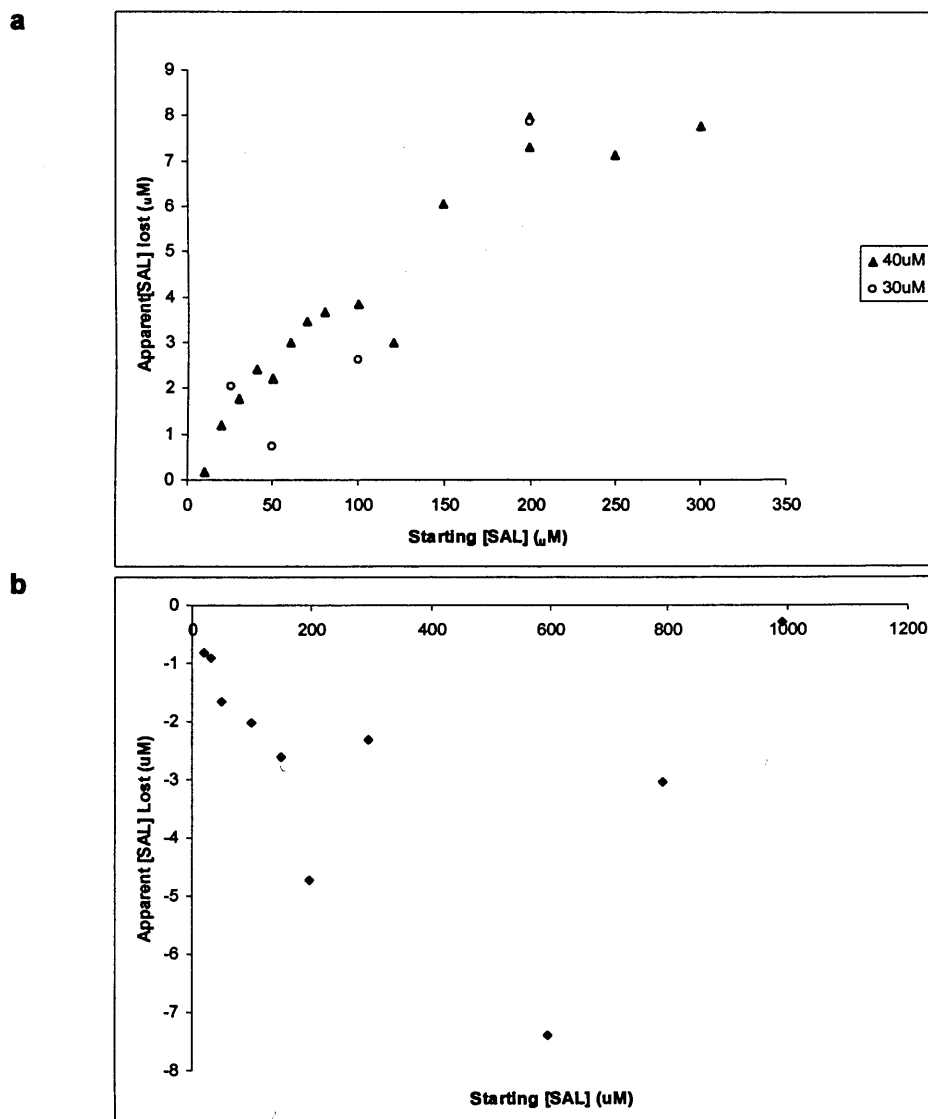 a
9
8
7
6
5
4
3
2
1
0
Apparent[SAL] lost (uM)
0 50 100 150 200 250 300 350
Starting [SAL] (uM)
▲ 40uM
○ 30uM
b
0
-1
-2
-3
-4
-5
-6
-7
-8
0 200 400 600 800 1000 1200
Apparent [SAL] Lost (uM)
Starting [SAL] (uM)